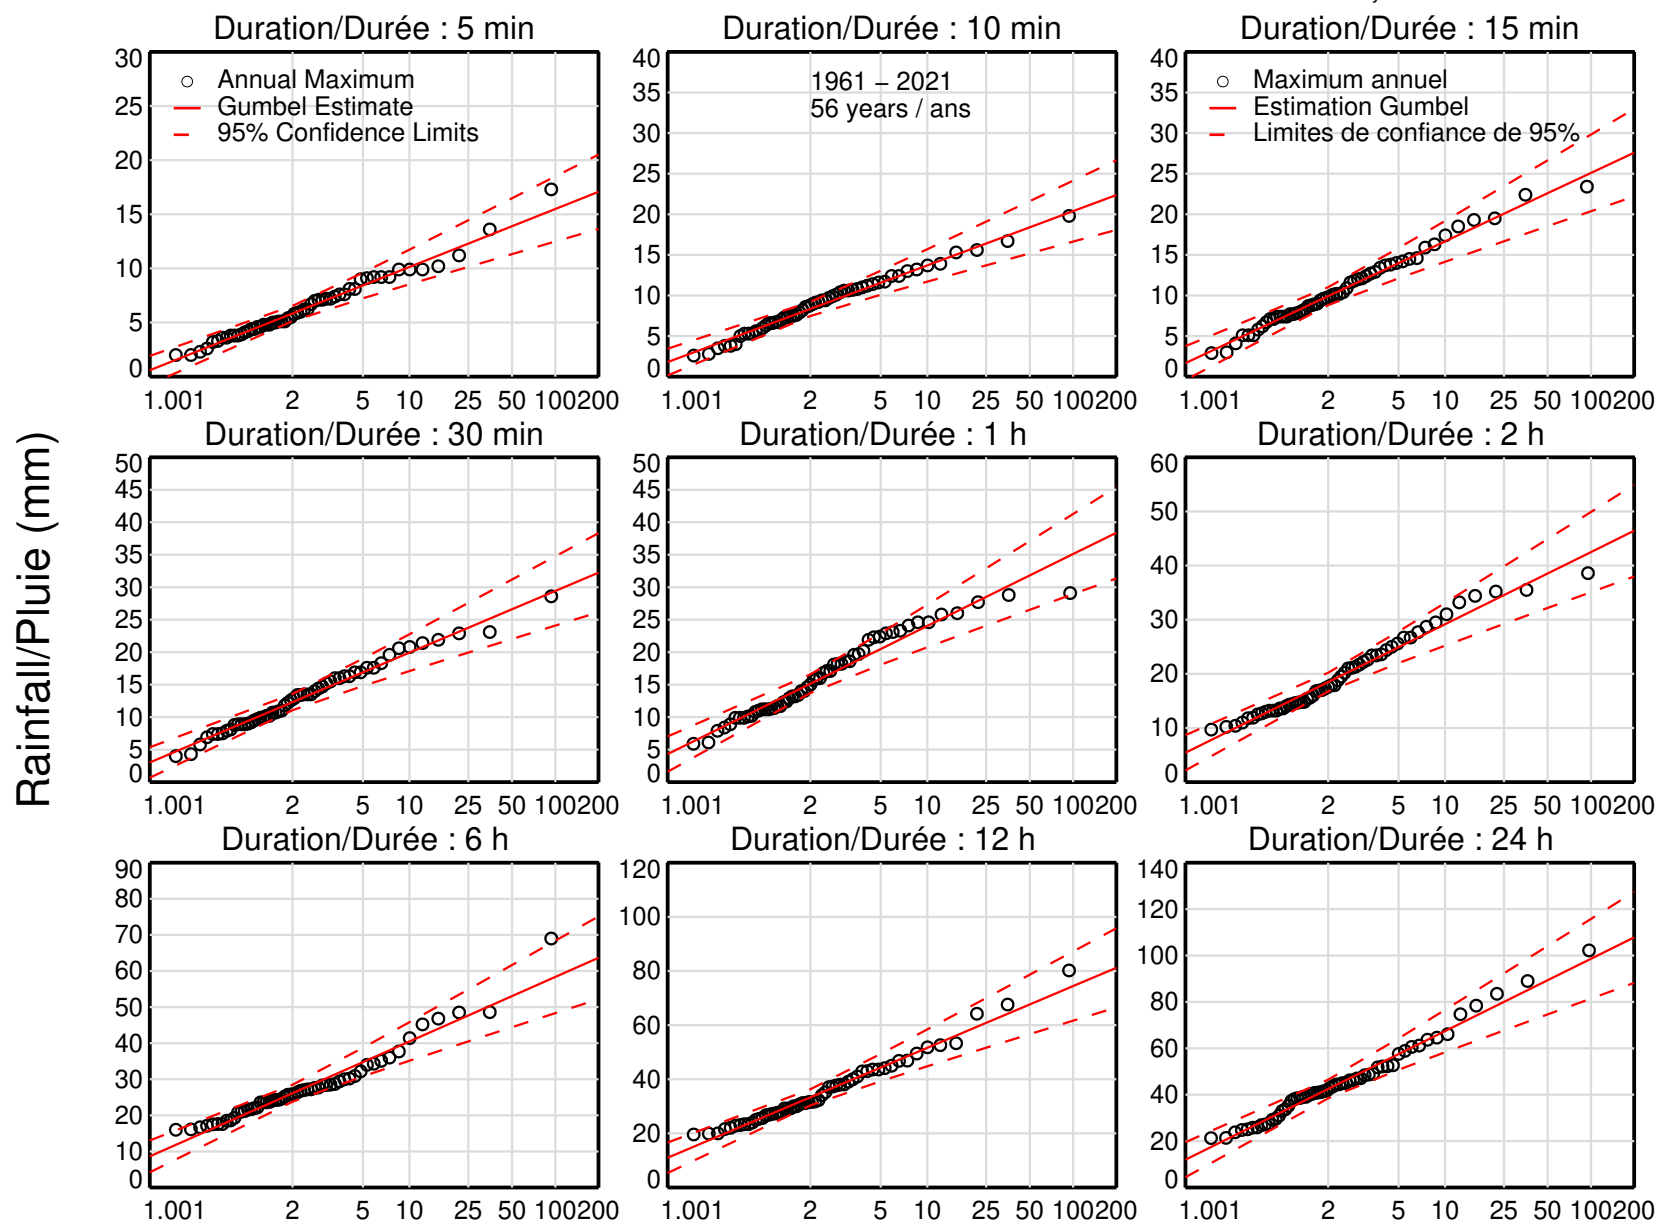 Duration/Durée : 5 min
Duration/Durée : 10 min
Duration/Durée : 15 min
30
25
20
15
10
5
0
Annual Maximum
Gumbel Estimate
95% Confidence Limits
1.001 2 5 10 25 50 100 200
40
35
30
25
20
15
10
5
0
1961 – 2021
56 years / ans
1.001 2 5 10 25 50 100 200
40
35
30
25
20
15
10
5
0
Maximum annuel
Estimation Gumbel
Limites de confiance de 95%
1.001 2 5 10 25 50 100 200
Rainfall/Pluie (mm)
Duration/Durée : 30 min
Duration/Durée : 1 h
Duration/Durée : 2 h
50
45
40
35
30
25
20
15
10
5
0
1.001 2 5 10 25 50 100 200
50
45
40
35
30
25
20
15
10
5
0
1.001 2 5 10 25 50 100 200
60
50
40
30
20
10
0
1.001 2 5 10 25 50 100 200
Duration/Durée : 6 h
Duration/Durée : 12 h
Duration/Durée : 24 h
90
80
70
60
50
40
30
20
10
0
1.001 2 5 10 25 50 100 200
120
100
80
60
40
20
0
1.001 2 5 10 25 50 100 200
140
120
100
80
60
40
20
0
1.001 2 5 10 25 50 100 200